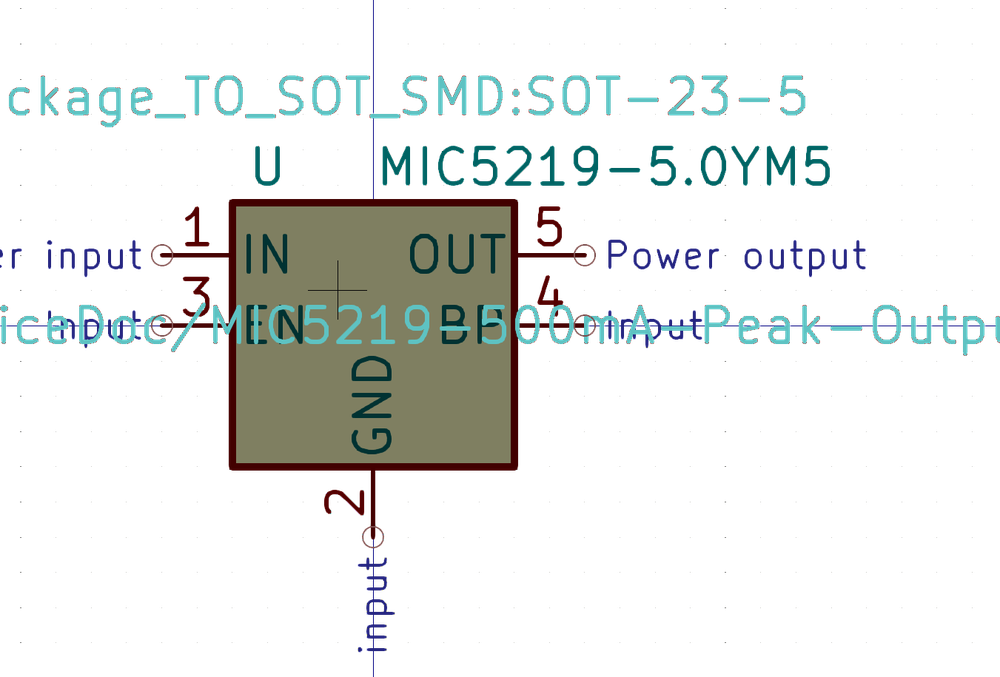 ckage_TO_SOT_SMD:SOT-23-5
U MIC5219-5.0YM5
1 5
er input IN OUT Power output
3 4
Input EN BP Input
iceDoc/MIC5219-500mA-Peak-Outpu
GND
2
input